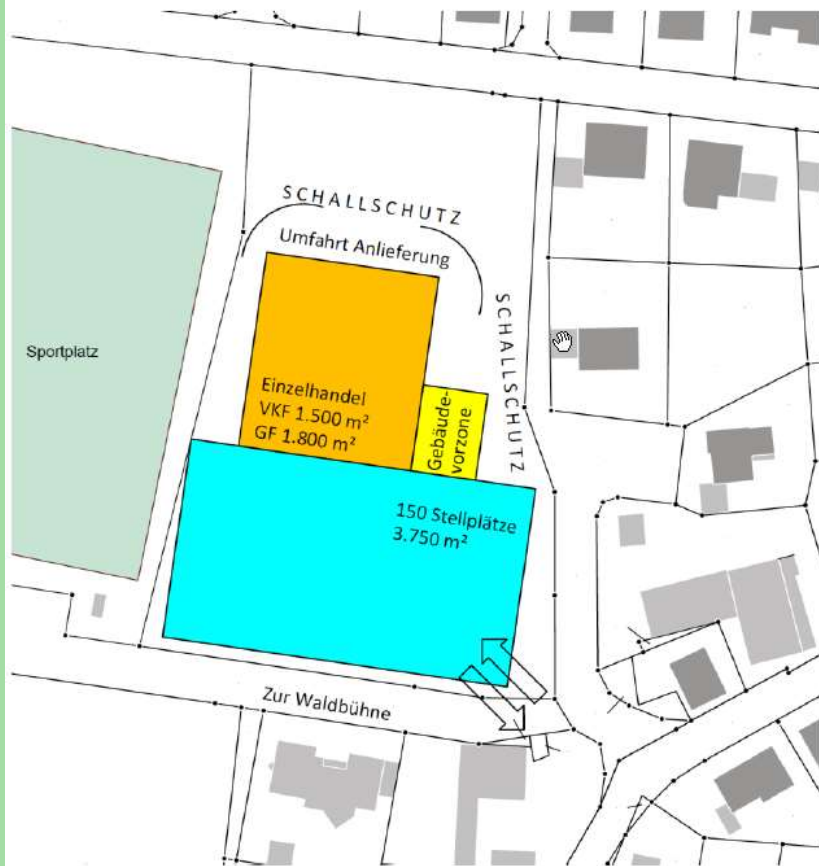 SCHALLSCHUTZ
Umfahrt Anlieferung
SCHALLSCHUTZ
Sportplatz
Einzelhandel
VKF 1.500 m²
GF 1.800 m²
Gebäude-
vorzone
150 Stellplätze
3.750 m²
Zur Waldbühne